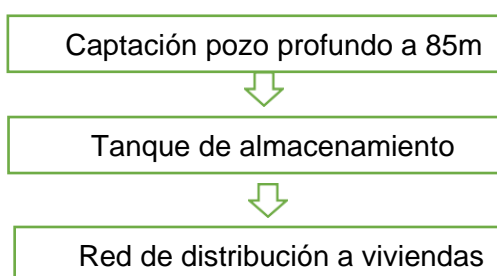 Captación pozo profundo a 85m
Tanque de almacenamiento
Red de distribución a viviendas